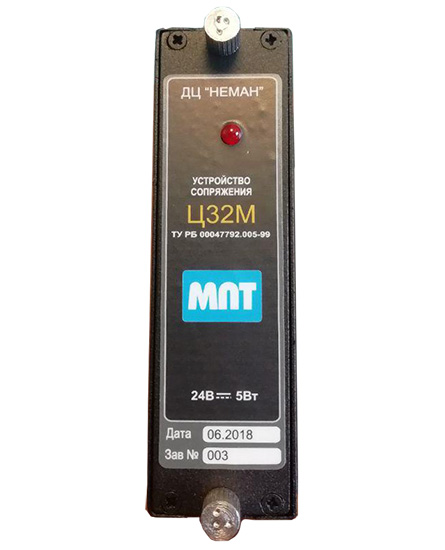 ДЦ "НЕМАН"
УСТРОЙСТВО
СОПРЯЖЕНИЯ
Ц32М
ТУ РБ 00047792.005-99
МПТ
24В⎓ 5Вт
Дата 06.2018
Зав № 003